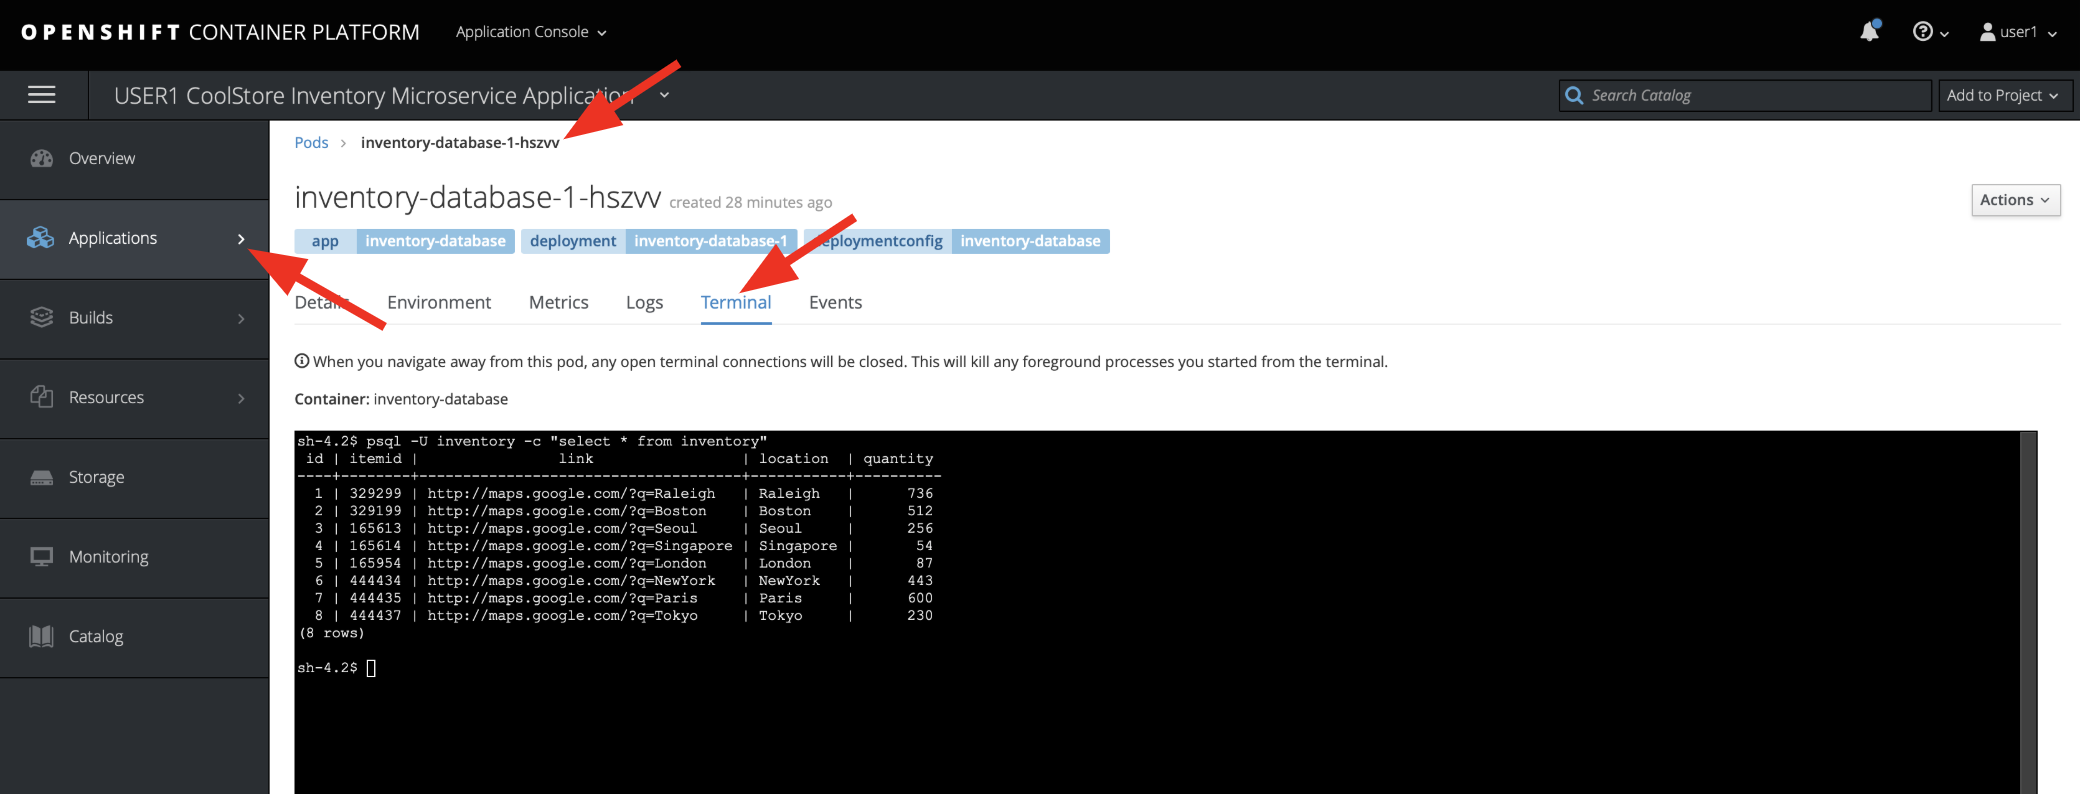 OPENSHIFT CONTAINER PLATFORM Application Console user1
USER1 CoolStore Inventory Microservice Application Search Catalog Add to Project
Overview
Applications
Builds
Resources
Storage
Monitoring
Catalog
Pods > inventory-database-1-hszvv
inventory-database-1-hszvv created 28 minutes ago
Actions
app inventory-database deployment inventory-database-1 deploymentconfig inventory-database
Details Environment Metrics Logs Terminal Events
When you navigate away from this pod, any open terminal connections will be closed. This will kill any foreground processes you started from the terminal.
Container: inventory-database
sh-4.2$ psql -U inventory -c "select * from inventory"
 id | itemid |                link                 | location  | quantity
----+--------+-------------------------------------+-----------+----------
  1 | 329299 | http://maps.google.com/?q=Raleigh   | Raleigh   |      736
  2 | 329199 | http://maps.google.com/?q=Boston    | Boston    |      512
  3 | 165613 | http://maps.google.com/?q=Seoul     | Seoul     |      256
  4 | 165614 | http://maps.google.com/?q=Singapore | Singapore |       54
  5 | 165954 | http://maps.google.com/?q=London    | London    |       87
  6 | 444434 | http://maps.google.com/?q=NewYork   | NewYork   |      443
  7 | 444435 | http://maps.google.com/?q=Paris     | Paris     |      600
  8 | 444437 | http://maps.google.com/?q=Tokyo     | Tokyo     |      230
(8 rows)
sh-4.2$